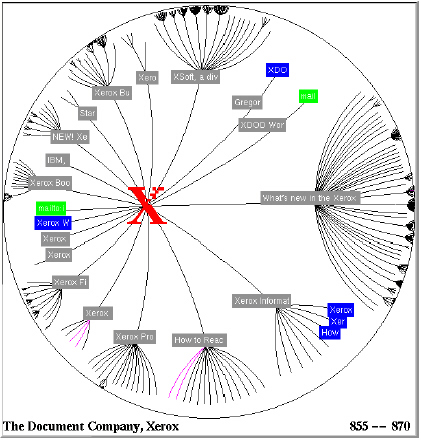 Xero
XSoft, a div
XDD
mail
Xerox Bu
Gregor
Star
XDOD Wor
NEW! Xe
IBM,
Xerox Boo
What's new in the Xerox
mailto:
Xerox W
Xerox
Xerox
Xerox Fi
Xerox Informat
Xerox
Xerox
Xer
How
Xerox Pro
How to Reac
The Document Company, Xerox
855 -- 870